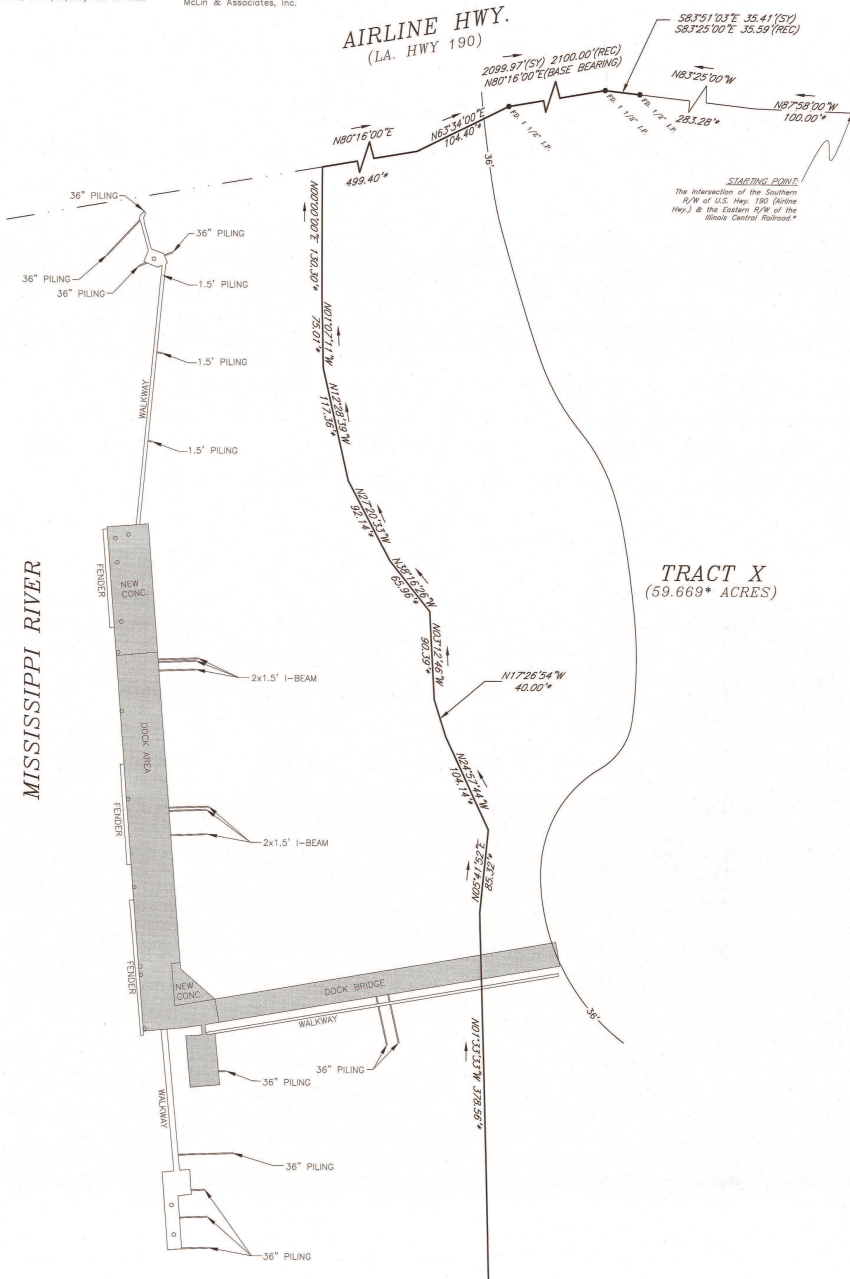 McLin & Associates, Inc.
AIRLINE HWY.
(LA. HWY 190)
S83°51'03"E 35.41'(SY)
S83°25'00"E 35.59'(REC)
2099.97'(SY) 2100.00'(REC)
N80°16'00"E(BASE BEARING)
N83°25'00"W
283.28'*
N87°58'00"W
100.00'*
FD. 1 1/2" I.P.
FD. 1 1/2" I.P.
FD. 1/2" I.P.
N63°34'00"E
104.40'*
N80°16'00"E
499.40'*
36'
STARTING POINT:
The Intersection of the Southern
R/W of U.S. Hwy. 190 (Airline
Hwy.) & the Eastern R/W of the
Illinois Central Railroad.*
36" PILING
36" PILING
36" PILING
36" PILING
1.5' PILING
1.5' PILING
1.5' PILING
WALKWAY
N00°00'00"E 130.30'*
N01°07'11"W
75.01'*
N12°28'39"W
117.36'*
N27°20'33"W
92.14'*
N38°16'26"W
65.96'*
N03°12'46"W
90.39'*
N17°26'54"W
40.00'*
N24°57'44"W
104.14'*
N05°41'52"E
85.32'*
N01°33'33"W 378.56'*
TRACT X
(59.669* ACRES)
MISSISSIPPI RIVER
FENDER
NEW
CONC.
2x1.5' I-BEAM
DOCK AREA
FENDER
2x1.5' I-BEAM
FENDER
NEW
CONC.
DOCK BRIDGE
WALKWAY
36'
36" PILING
36" PILING
WALKWAY
36" PILING
36" PILING